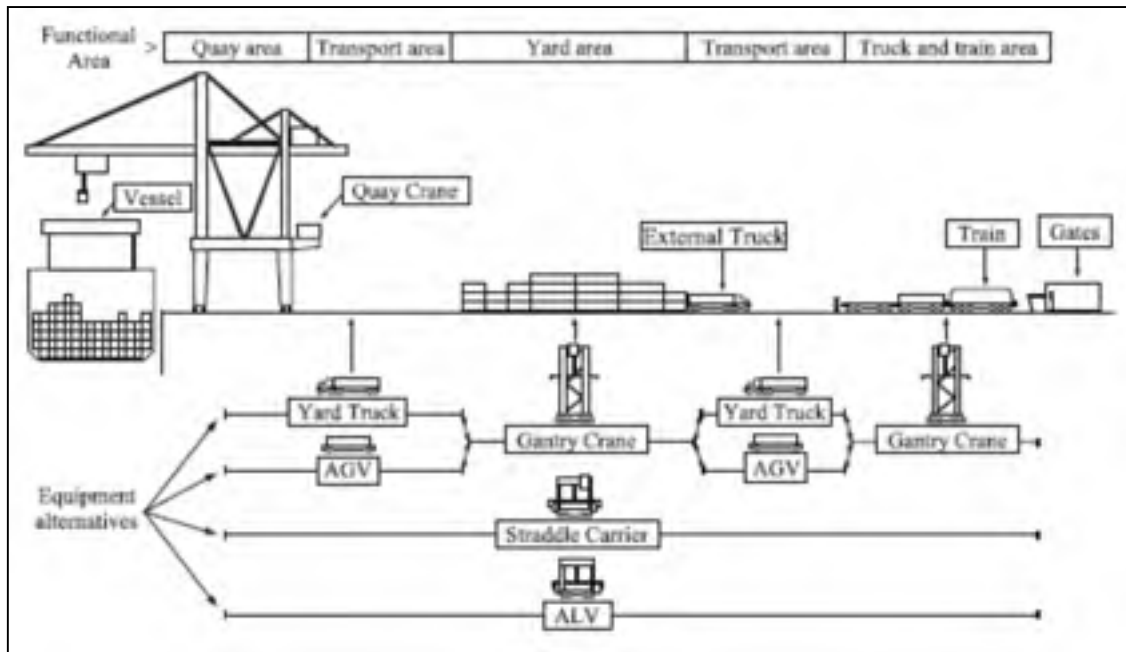 Functional
Area
>
Quay area
Transport area
Yard area
Transport area
Truck and train area
Vessel
Quay Crane
External Truck
Train
Gates
Yard Truck
Gantry Crane
Yard Truck
Gantry Crane
AGV
AGV
Equipment
alternatives
Straddle Carrier
ALV